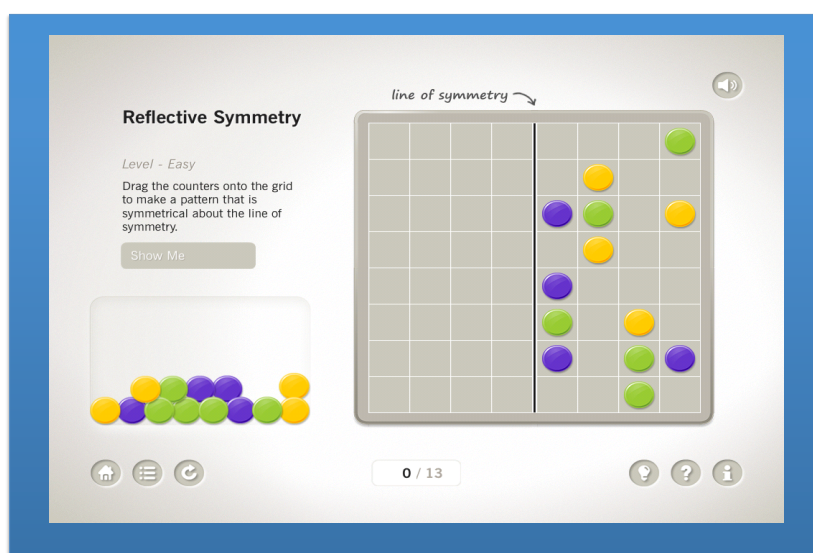 line of symmetry
Reflective Symmetry
Level - Easy
Drag the counters onto the grid
to make a pattern that is
symmetrical about the line of
symmetry.
Show Me
0 / 13
?
i